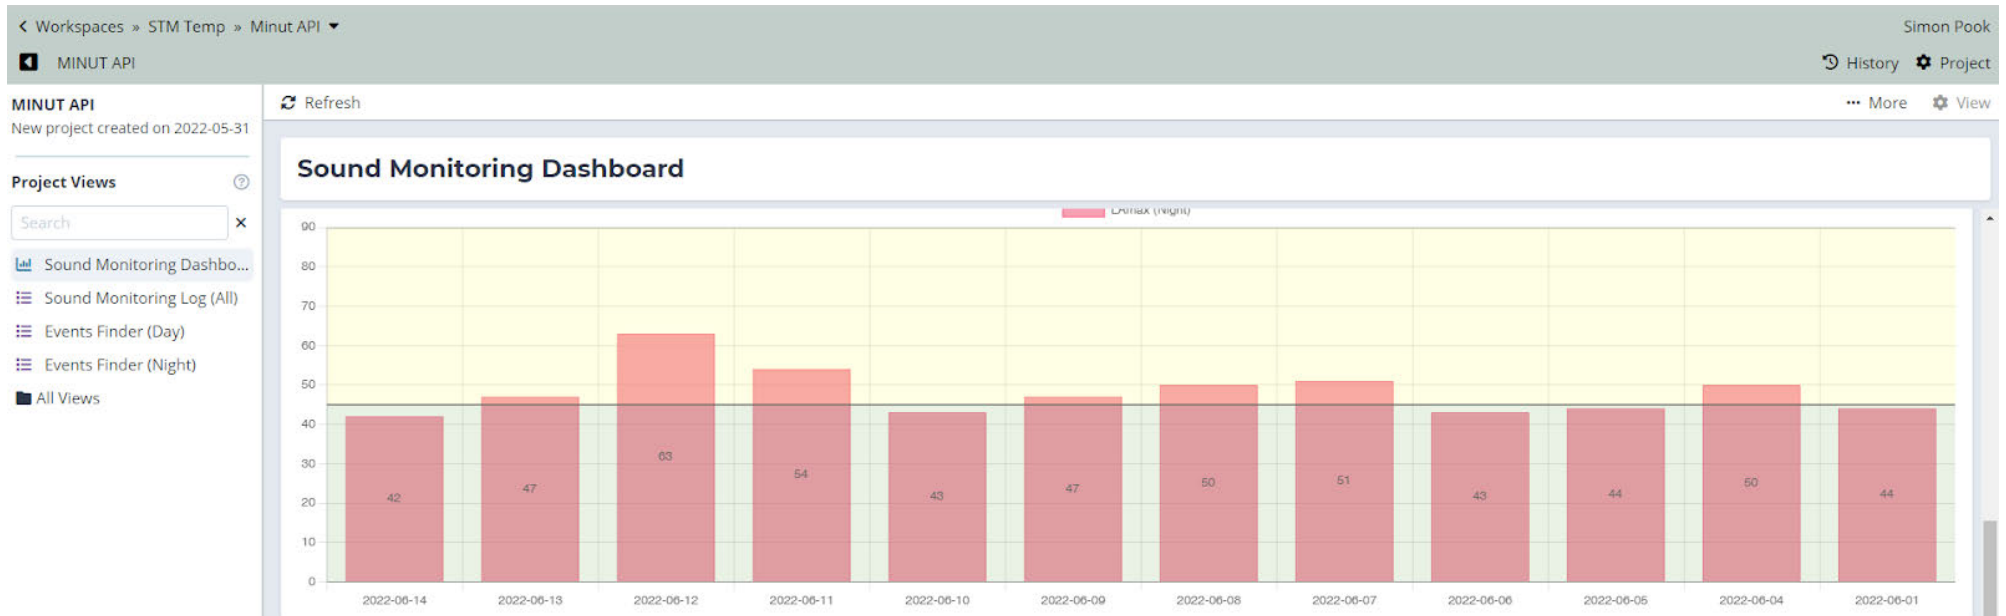 Workspaces » STM Temp » Minut API
Simon Pook
MINUT API
History
Project
MINUT API
New project created on 2022-05-31
Project Views
Search
Sound Monitoring Dashbo...
Sound Monitoring Log (All)
Events Finder (Day)
Events Finder (Night)
All Views
Refresh
More
View
Sound Monitoring Dashboard
LAmax (Night)
90
80
70
60
50
40
30
20
10
0
42
47
63
54
43
47
50
51
43
44
50
44
2022-06-14
2022-06-13
2022-06-12
2022-06-11
2022-06-10
2022-06-09
2022-06-08
2022-06-07
2022-06-06
2022-06-05
2022-06-04
2022-06-01